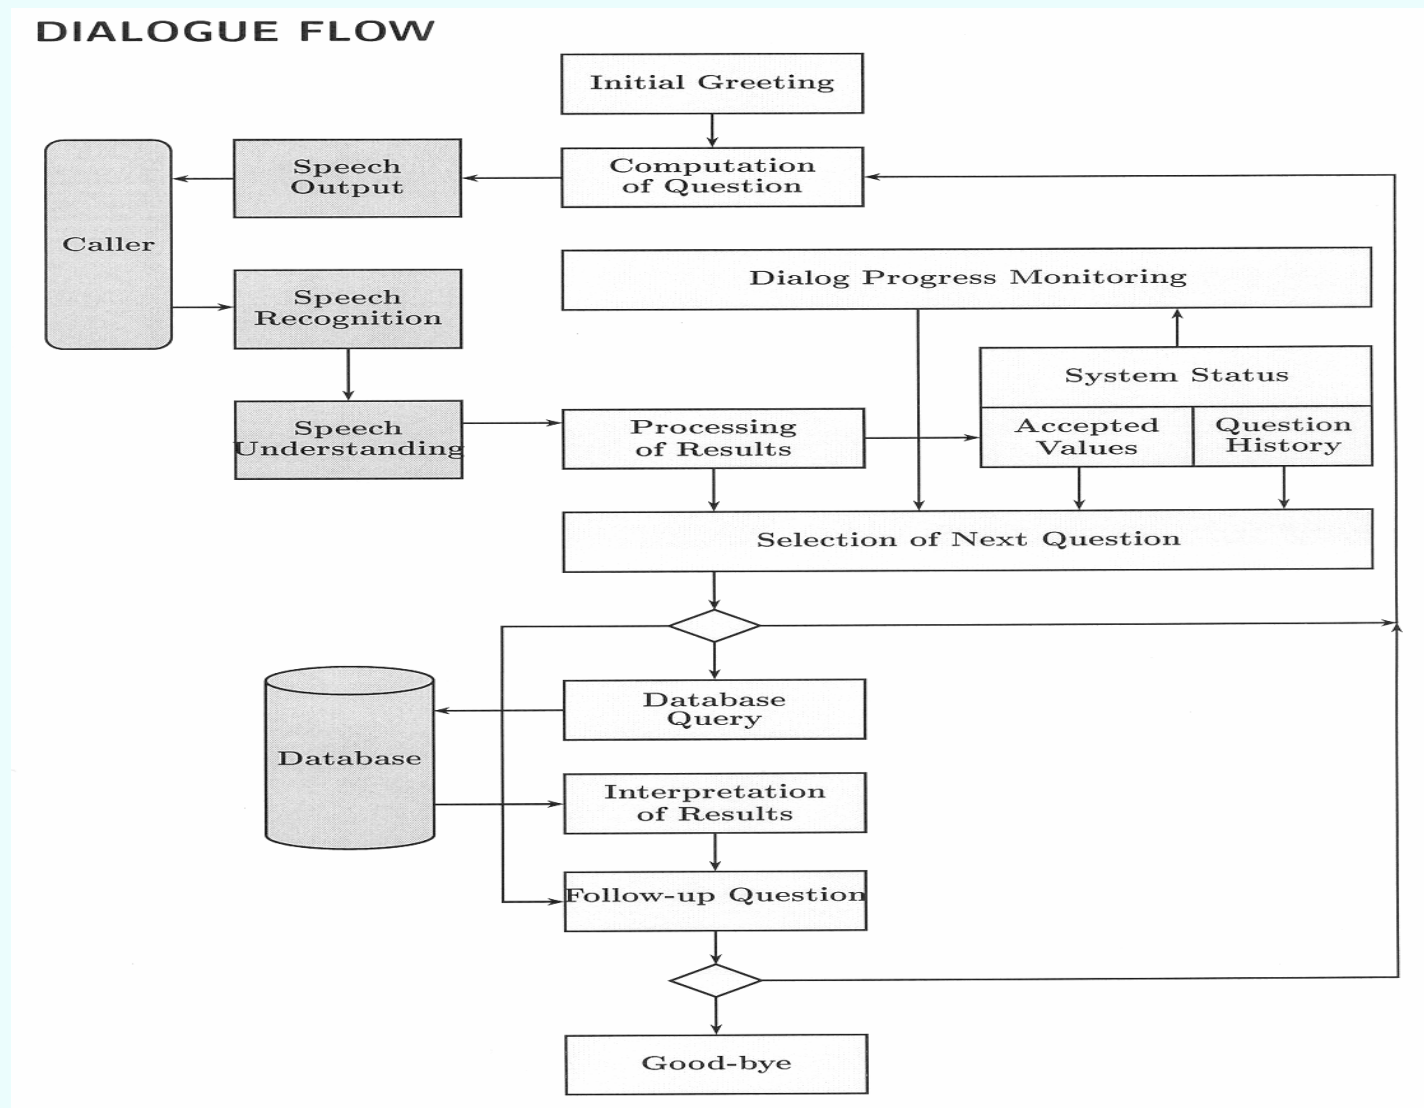 DIALOGUE FLOW
Initial Greeting
Computation
of Question
Speech
Output
Caller
Speech
Recognition
Dialog Progress Monitoring
System Status
Accepted
Values
Question
History
Speech
Understanding
Processing
of Results
Selection of Next Question
Database
Query
Database
Interpretation
of Results
Follow-up Question
Good-bye